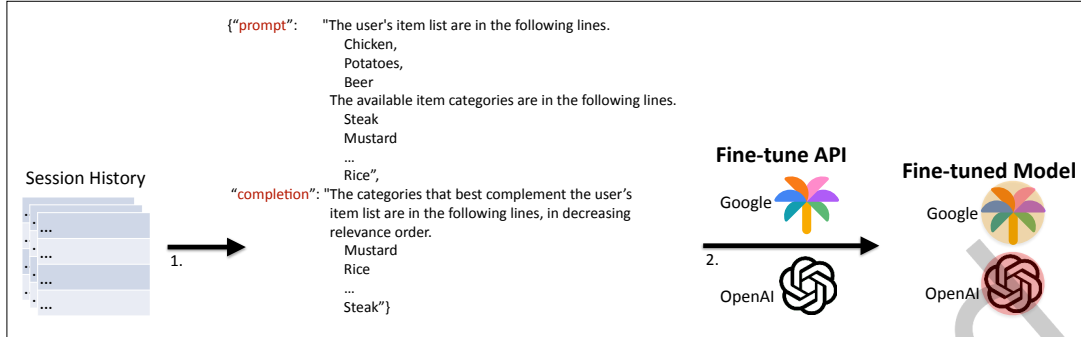 {“prompt”: "The user's item list are in the following lines.
Chicken,
Potatoes,
Beer
The available item categories are in the following lines.
Steak
Mustard
…
Rice”,
“completion”: "The categories that best complement the user’s
item list are in the following lines, in decreasing
relevance order.
Mustard
Rice
…
Steak”}
Session History
...
...
...
...
1.
Fine-tune API
Google
2.
OpenAI
Fine-tuned Model
Google
OpenAI